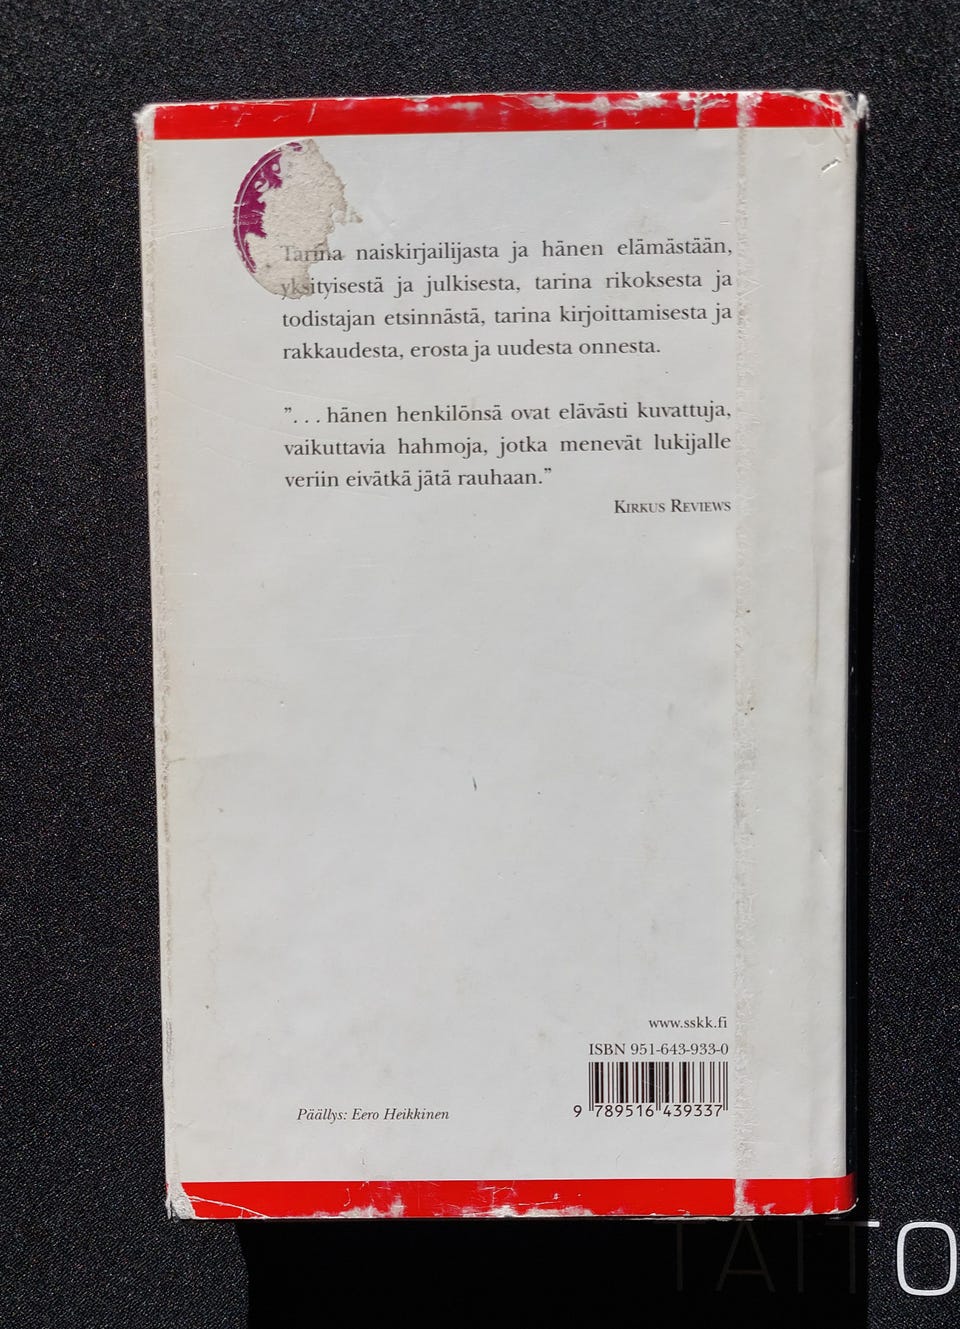 Tarina naiskirjailijasta ja hänen elämästään,
yksityisestä ja julkisesta, tarina rikoksesta ja
todistajan etsinnästä, tarina kirjoittamisesta ja
rakkaudesta, erosta ja uudesta onnesta.
”. . . hänen henkilönsä ovat elävästi kuvattuja,
vaikuttavia hahmoja, jotka menevät lukijalle
veriin eivätkä jätä rauhaan.”
KIRKUS REVIEWS
www.sskk.fi
ISBN 951-643-933-0
9 789516 439337
Päällys: Eero Heikkinen
TAITO